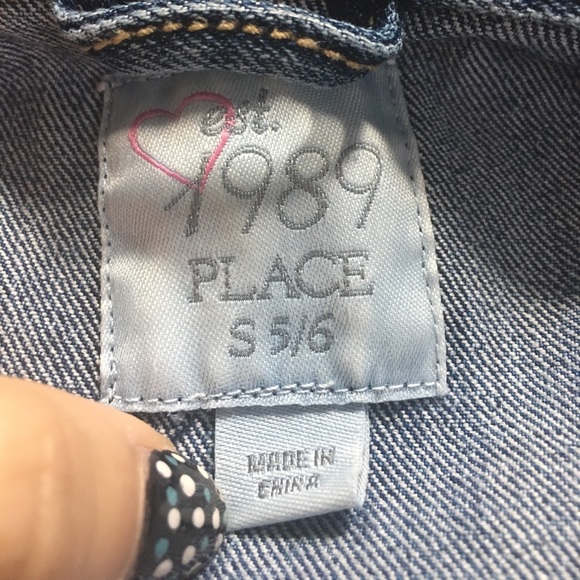 est.
1989
PLACE
S 5/6
MADE IN
CHINA